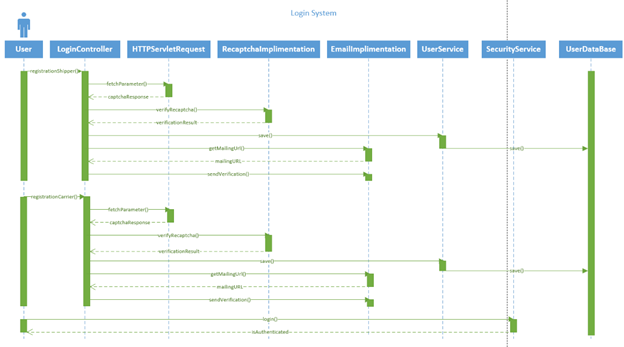 Login System
User
LoginController
HTTPServletRequest
RecaptchaImplimentation
EmailImplimentation
UserService
SecurityService
UserDataBase
registrationShipper()
fetchParameter()
captchaResponse
verifyRecaptcha()
verificationResult
save()
getMailingUrl()
save()
mailingURL
sendVerification()
registrationCarrier()
fetchParameter()
captchaResponse
verifyRecaptcha()
verificationResult
save()
getMailingUrl()
save()
mailingURL
sendVerification()
login()
isAuthenticated